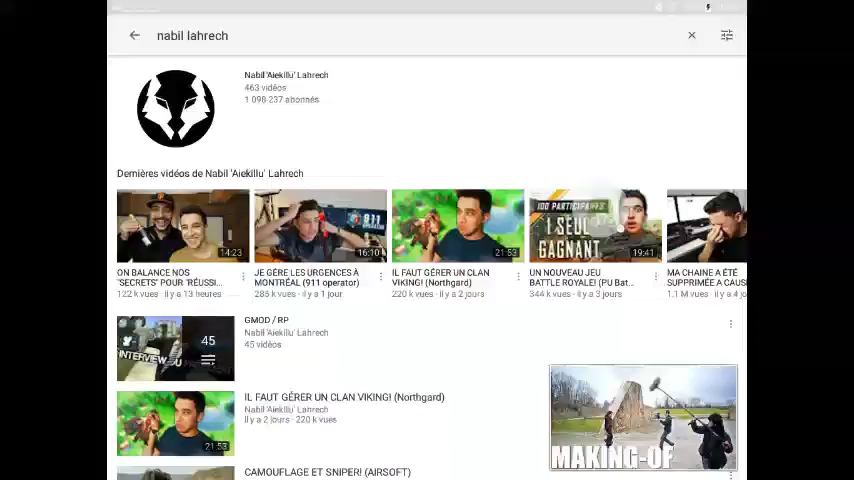 nabil lahrech
Nabil 'Aiekillu' Lahrech
463 vidéos
1 098 237 abonnés
Dernières vidéos de Nabil 'Aiekillu' Lahrech
14:23
16:10
911
21:53
100 PARTICIPANTS
1 SEUL
GAGNANT
19:41
ON BALANCE NOS
"SECRETS" POUR "RÉUSSI...
122 k vues · il y a 13 heures
JE GÈRE LES URGENCES À
MONTRÉAL (911 operator)
285 k vues · il y a 1 jour
IL FAUT GÉRER UN CLAN
VIKING! (Northgard)
220 k vues · il y a 2 jours
UN NOUVEAU JEU
BATTLE ROYALE! (PU Bat...
344 k vues · il y a 3 jours
MA CHAINE A ÉTÉ
SUPPRIMÉE A CAUS
1,1 M vues · il y a 4 jo
45
INTERVIEW
GMOD / RP
Nabil 'Aiekillu' Lahrech
45 vidéos
21:53
IL FAUT GÉRER UN CLAN VIKING! (Northgard)
Nabil 'Aiekillu' Lahrech
Il y a 2 jours · 220 k vues
MAKING-OF
CAMOUFLAGE ET SNIPER! (AIRSOFT)